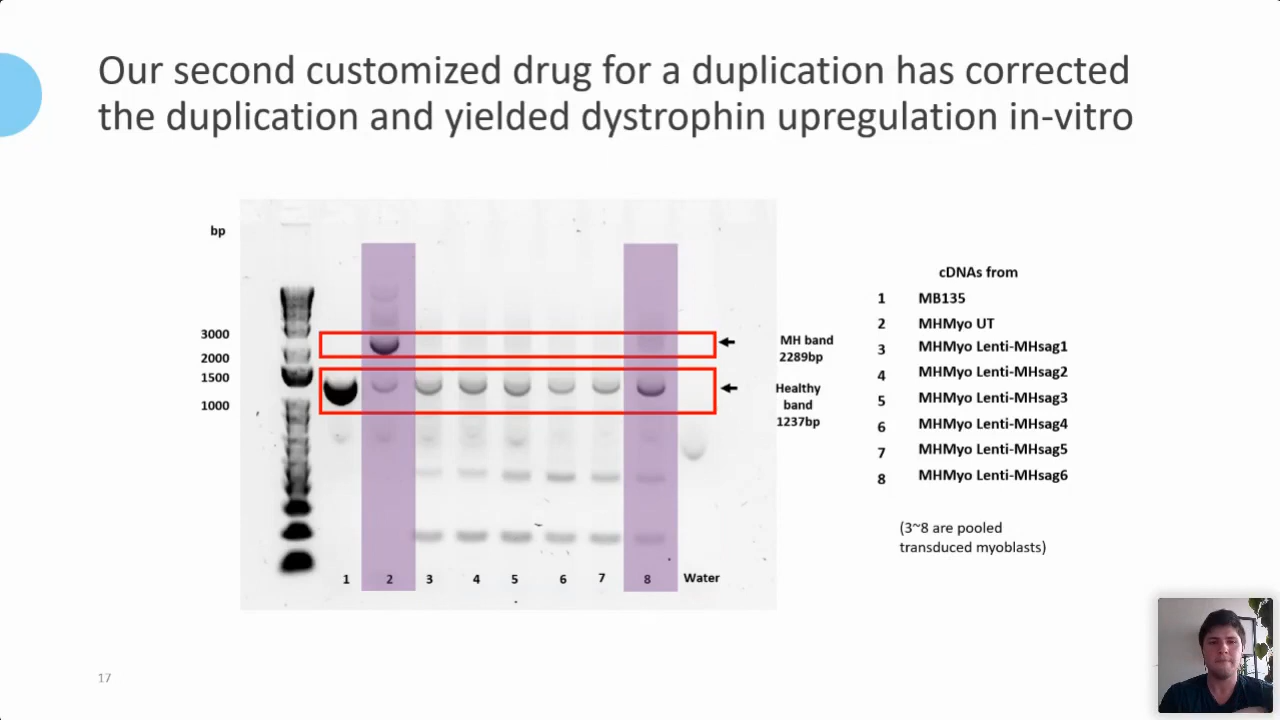 Our second customized drug for a duplication has corrected
the duplication and yielded dystrophin upregulation in-vitro
bp
3000
2000
1500
1000
MH band
2289bp
Healthy
band
1237bp
1 2 3 4 5 6 7 8 Water
cDNAs from
1 MB135
2 MHMyo UT
3 MHMyo Lenti-MHsag1
4 MHMyo Lenti-MHsag2
5 MHMyo Lenti-MHsag3
6 MHMyo Lenti-MHsag4
7 MHMyo Lenti-MHsag5
8 MHMyo Lenti-MHsag6
(3~8 are pooled
transduced myoblasts)
17